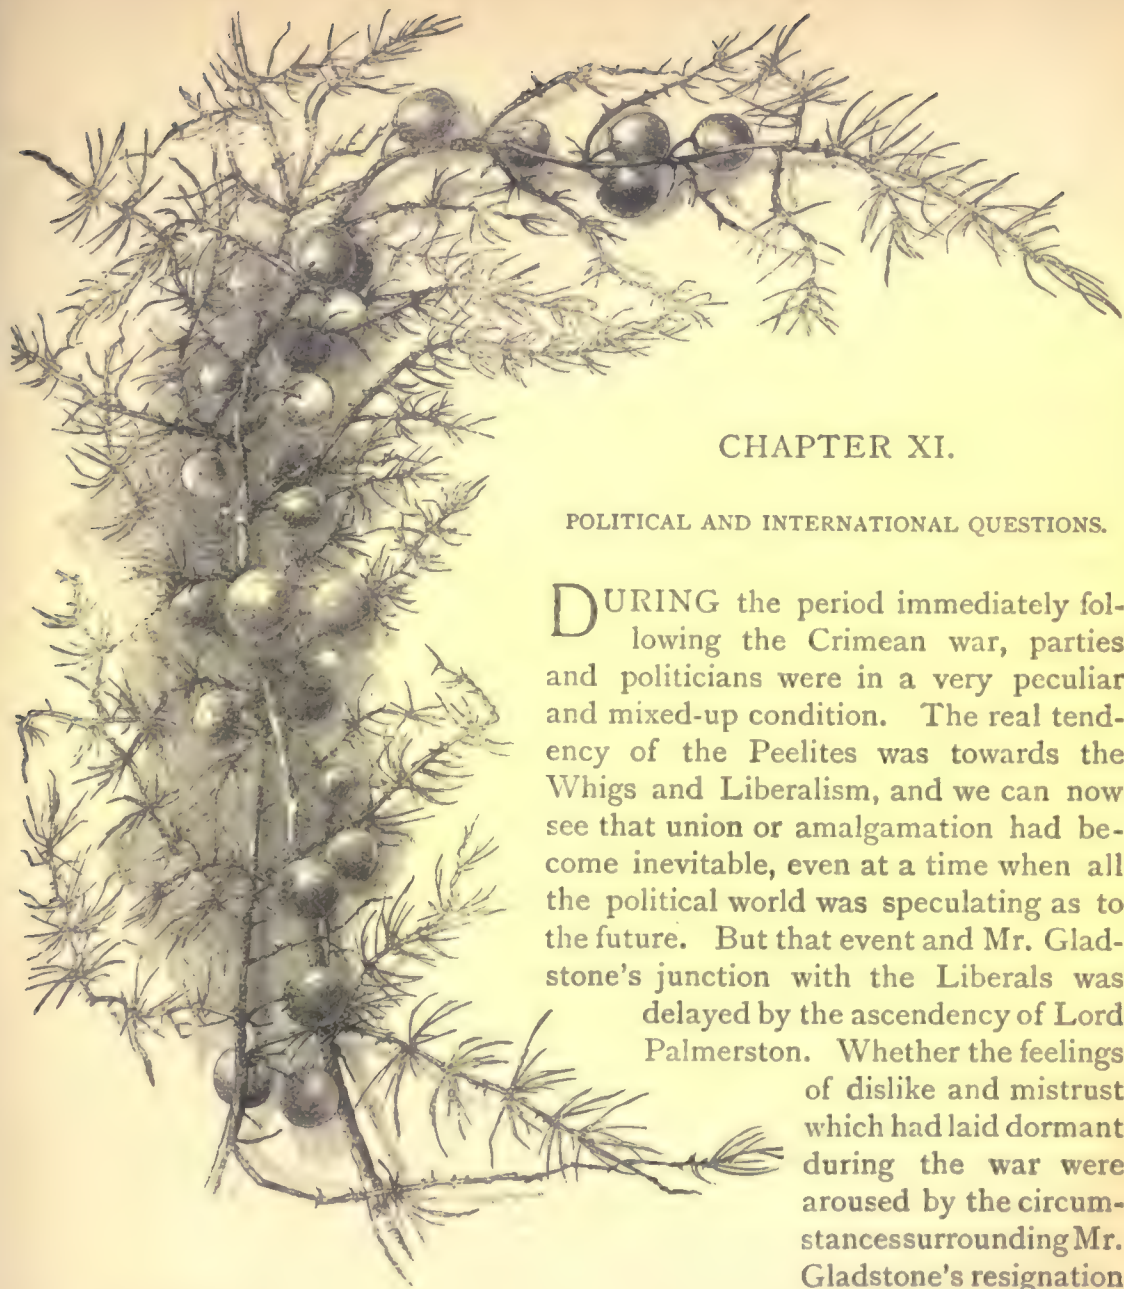 CHAPTER XI.
POLITICAL AND INTERNATIONAL QUESTIONS.
DURING the period immediately fol-
lowing the Crimean war, parties
and politicians were in a very peculiar
and mixed-up condition. The real tend-
ency of the Peelites was towards the
Whigs and Liberalism, and we can now
see that union or amalgamation had be-
come inevitable, even at a time when all
the political world was speculating as to
the future. But that event and Mr. Glad-
stone's junction with the Liberals was
delayed by the ascendency of Lord
Palmerston. Whether the feelings
of dislike and mistrust
which had laid dormant
during the war were
aroused by the circum-
stances surrounding Mr.
Gladstone's resignation